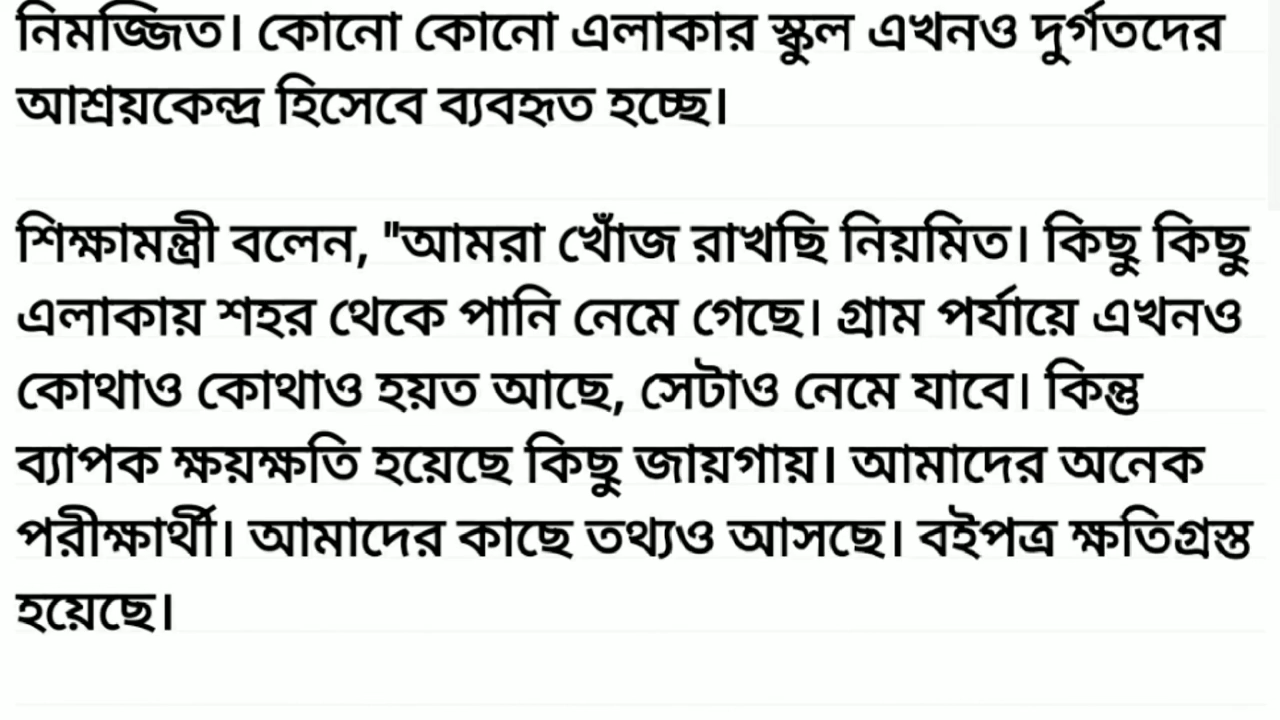 নিমজ্জিত। কোনো কোনো এলাকার স্কুল এখনও দুর্গতদের
আশ্রয়কেন্দ্র হিসেবে ব্যবহৃত হচ্ছে।
শিক্ষামন্ত্রী বলেন, "আমরা খোঁজ রাখছি নিয়মিত। কিছু কিছু
এলাকায় শহর থেকে পানি নেমে গেছে। গ্রাম পর্যায়ে এখনও
কোথাও কোথাও হয়ত আছে, সেটাও নেমে যাবে। কিন্তু
ব্যাপক ক্ষয়ক্ষতি হয়েছে কিছু জায়গায়। আমাদের অনেক
পরীক্ষার্থী। আমাদের কাছে তথ্যও আসছে। বইপত্র ক্ষতিগ্রস্ত
হয়েছে।